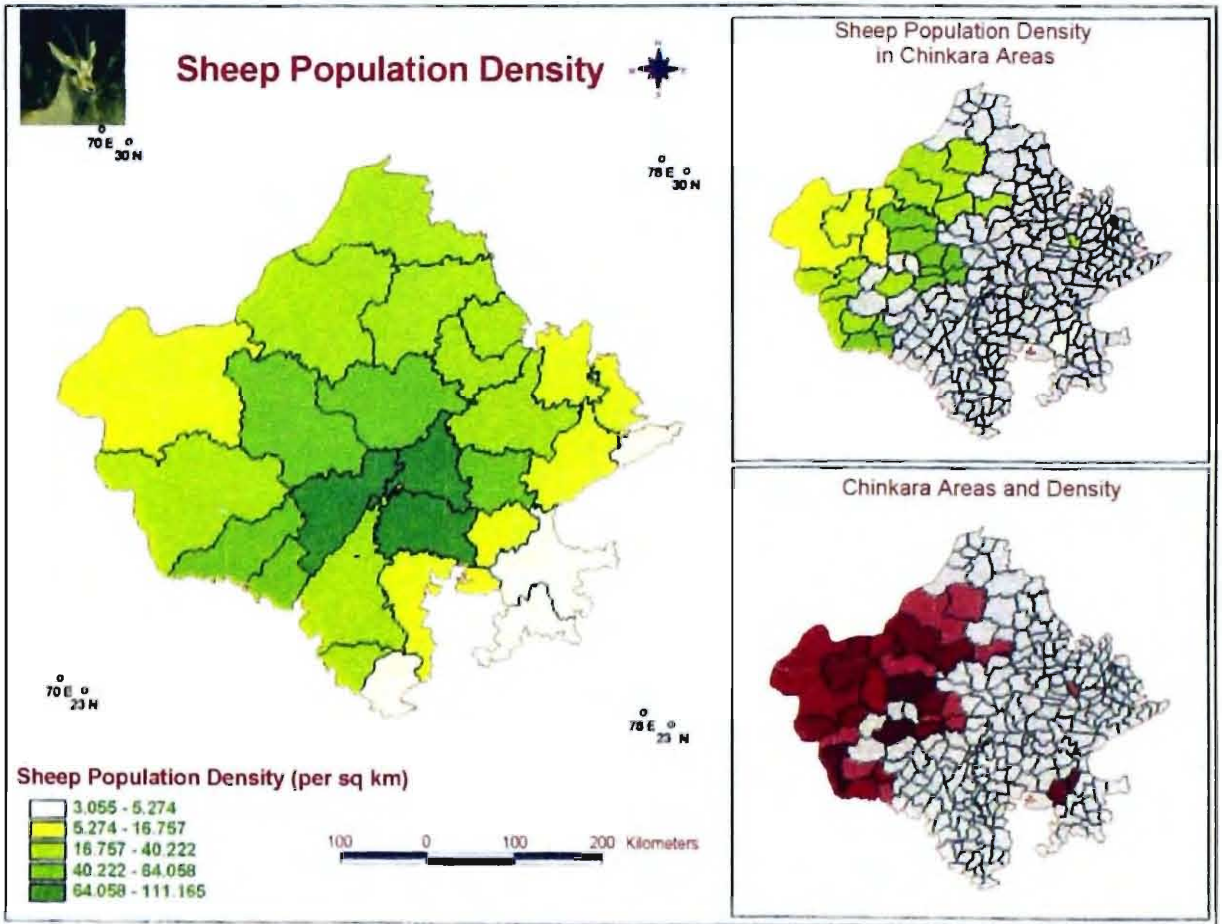 Sheep Population Density
70 E
30 N
78 E
30 N
70 E
23 N
78 E
23 N
Sheep Population Density (per sq km)
3.055 - 5.274
5.274 - 16.757
16.757 - 40.222
40.222 - 64.058
64.058 - 111.165
100 0 100 200 Kilometers
Sheep Population Density
in Chinkara Areas
Chinkara Areas and Density